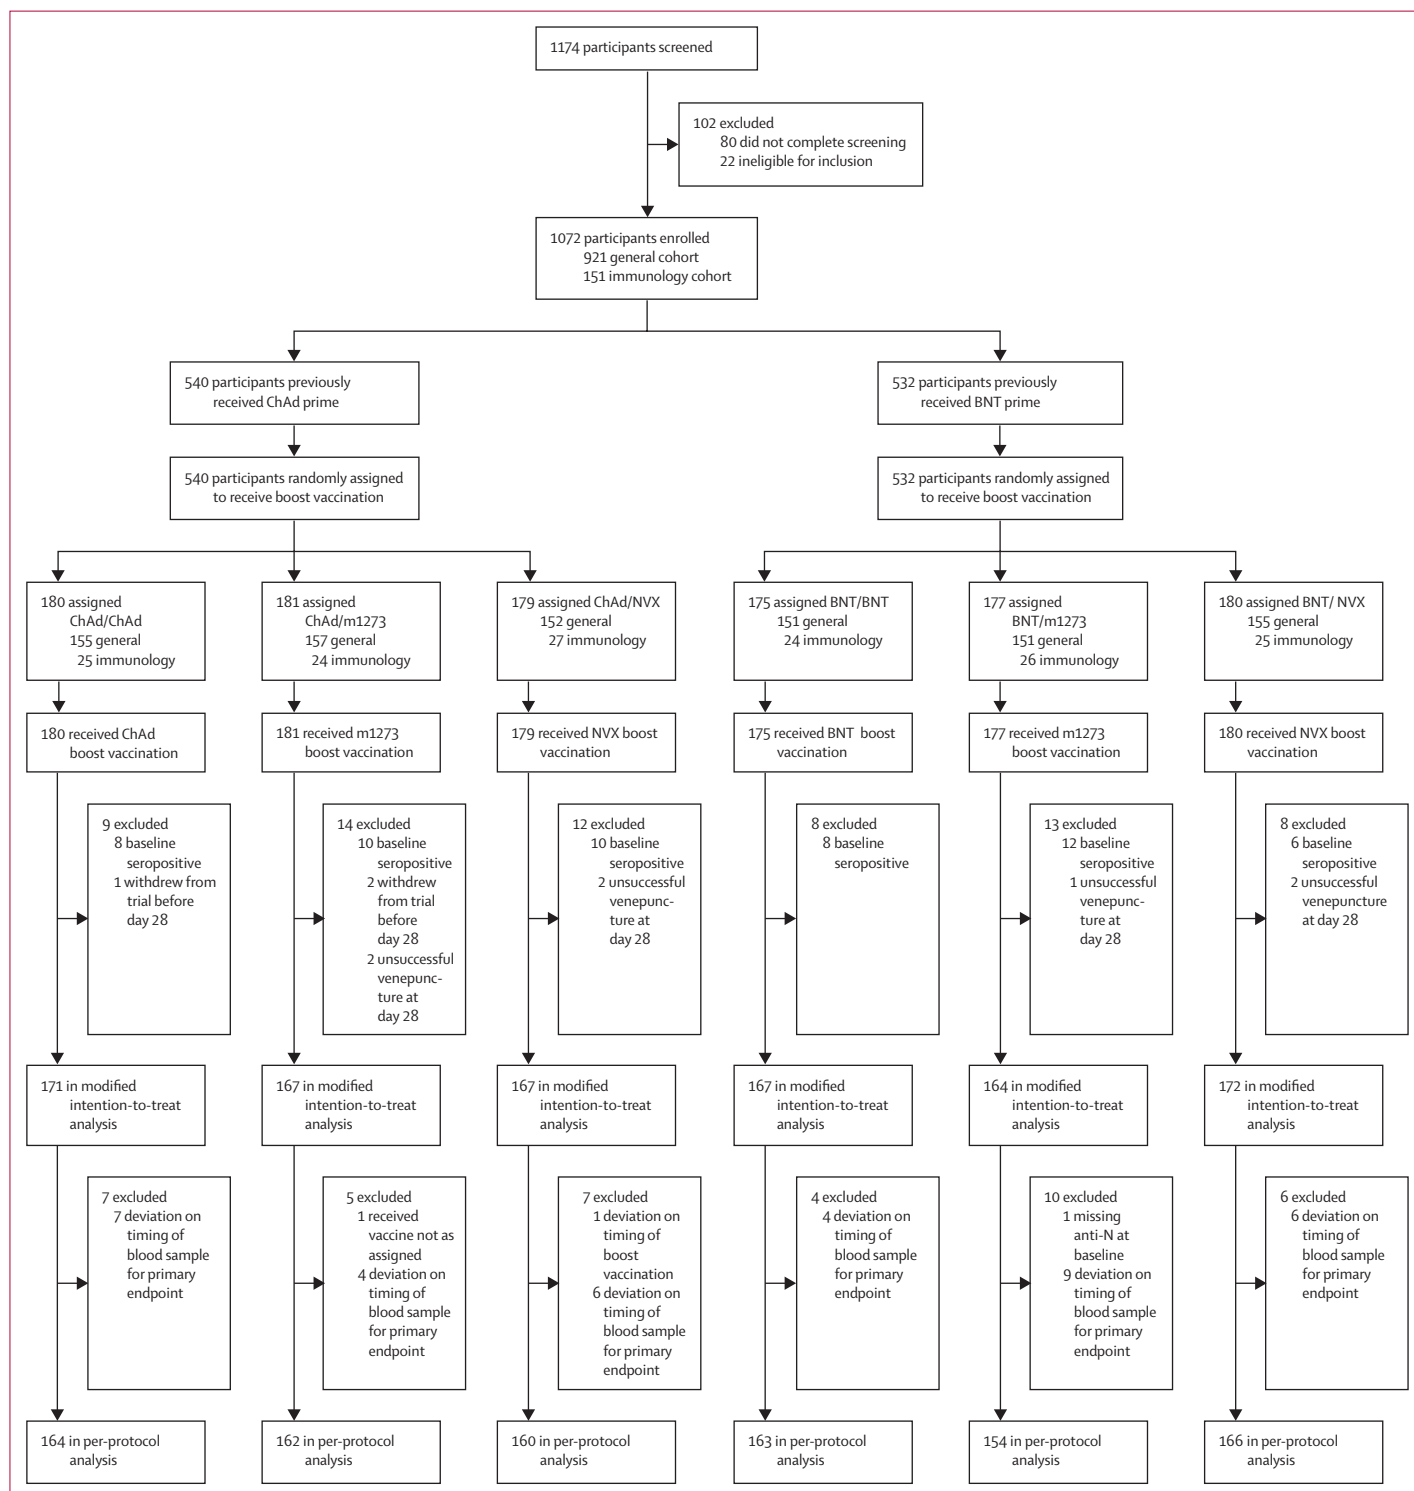 1174 participants screened
102 excluded
80 did not complete screening
22 ineligible for inclusion
1072 participants enrolled
921 general cohort
151 immunology cohort
540 participants previously
received ChAd prime
532 participants previously
received BNT prime
540 participants randomly assigned
to receive boost vaccination
532 participants randomly assigned
to receive boost vaccination
180 assigned
ChAd/ChAd
155 general
25 immunology
181 assigned
ChAd/m1273
157 general
24 immunology
179 assigned ChAd/NVX
152 general
27 immunology
175 assigned BNT/BNT
151 general
24 immunology
177 assigned
BNT/m1273
151 general
26 immunology
180 assigned BNT/ NVX
155 general
25 immunology
180 received ChAd
boost vaccination
181 received m1273
boost vaccination
179 received NVX boost
vaccination
175 received BNT boost
vaccination
177 received m1273
boost vaccination
180 received NVX boost
vaccination
9 excluded
8 baseline
seropositive
1 withdrew from
trial before
day 28
14 excluded
10 baseline
seropositive
2 withdrew
from trial
before
day 28
2 unsuccessful
venepunc-
ture at
day 28
12 excluded
10 baseline
seropositive
2 unsuccessful
venepunc-
ture at
day 28
8 excluded
8 baseline
seropositive
13 excluded
12 baseline
seropositive
1 unsuccessful
venepunc-
ture at
day 28
8 excluded
6 baseline
seropositive
2 unsuccessful
venepuncture
at day 28
171 in modified
intention-to-treat
analysis
167 in modified
intention-to-treat
analysis
167 in modified
intention-to-treat
analysis
167 in modified
intention-to-treat
analysis
164 in modified
intention-to-treat
analysis
172 in modified
intention-to-treat
analysis
7 excluded
7 deviation on
timing of
blood sample
for primary
endpoint
5 excluded
1 received
vaccine not as
assigned
4 deviation on
timing of
blood sample
for primary
endpoint
7 excluded
1 deviation on
timing of
boost
vaccination
6 deviation on
timing of
blood sample
for primary
endpoint
4 excluded
4 deviation on
timing of
blood sample
for primary
endpoint
10 excluded
1 missing
anti-N at
baseline
9 deviation on
timing of
blood sample
for primary
endpoint
6 excluded
6 deviation on
timing of
blood sample
for primary
endpoint
164 in per-protocol
analysis
162 in per-protocol
analysis
160 in per-protocol
analysis
163 in per-protocol
analysis
154 in per-protocol
analysis
166 in per-protocol
analysis